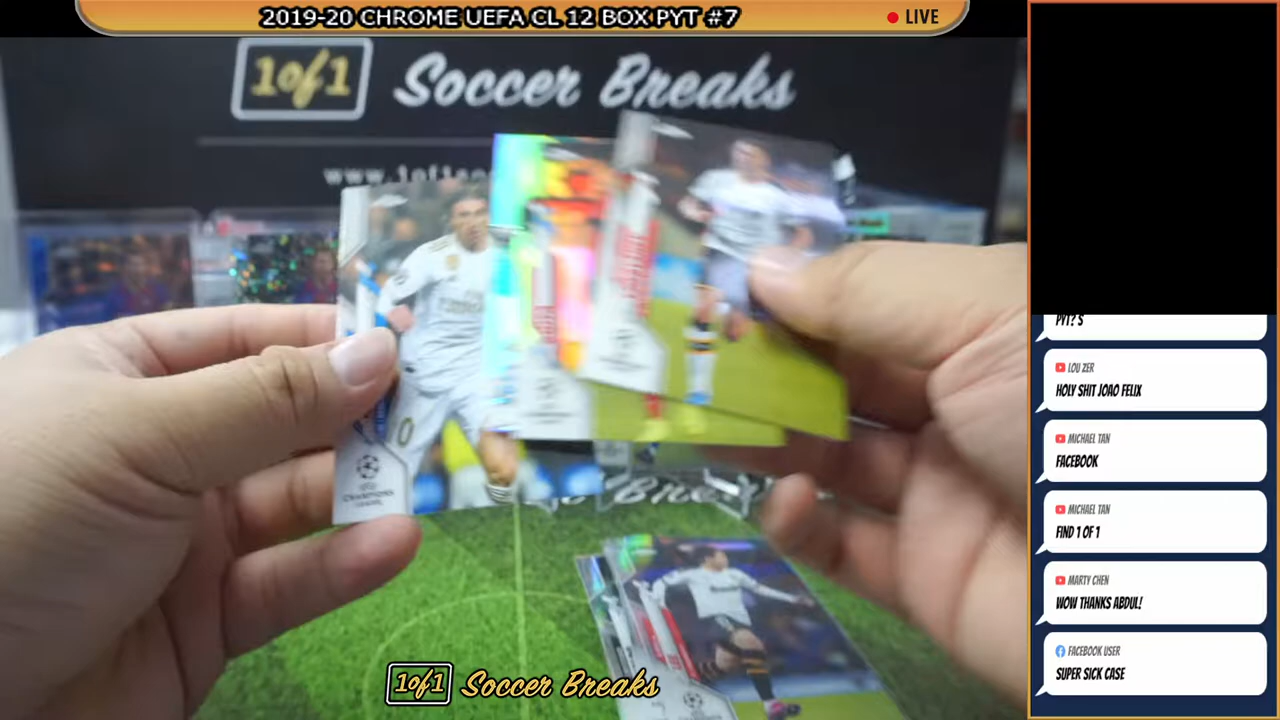 2019-20 CHROME UEFA CL 12 BOX PYT #7
LIVE
1of1 Soccer Breaks
PYT? S
LOU ZER
HOLY SHIT JOAO FELIX
MICHAEL TAN
FACEBOOK
MICHAEL TAN
FIND 1 OF 1
MARTY CHEN
WOW THANKS ABDUL!
FACEBOOK USER
SUPER SICK CASE
CHAMPIONS
LEAGUE
1of1 Soccer Breaks